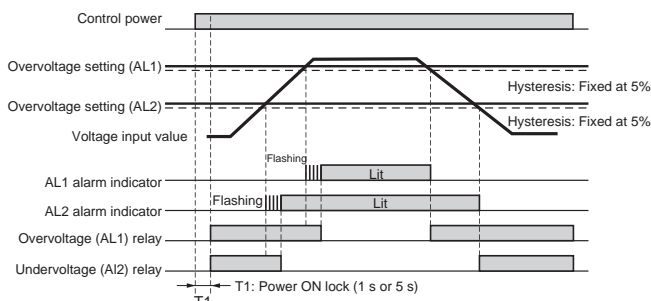 Control power
Overvoltage setting (AL1)
Hysteresis: Fixed at 5%
Overvoltage setting (AL2)
Hysteresis: Fixed at 5%
Voltage input value
Flashing
Lit
AL1 alarm indicator
Flashing
Lit
AL2 alarm indicator
Overvoltage (AL1) relay
Undervoltage (Al2) relay
T1: Power ON lock (1 s or 5 s)
T1